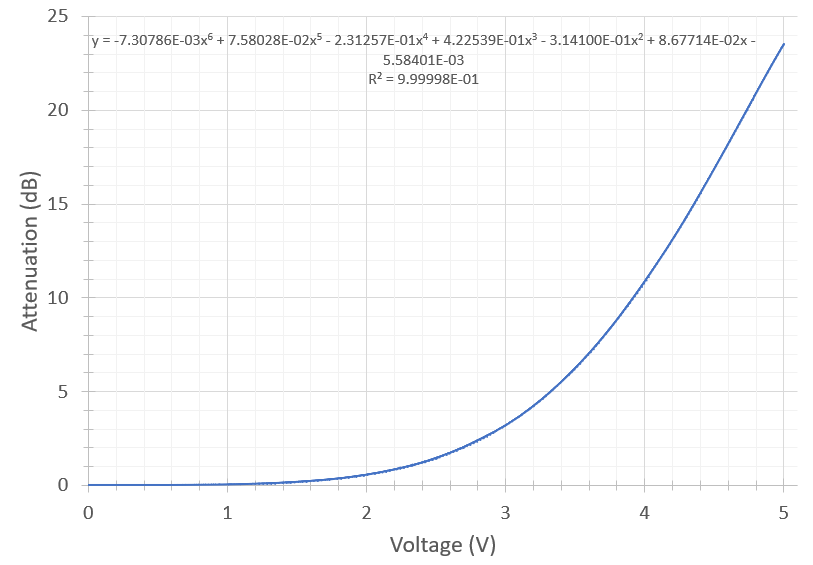 25
y = -7.30786E-03x⁶ + 7.58028E-02x⁵ - 2.31257E-01x⁴ + 4.22539E-01x³ - 3.14100E-01x² + 8.67714E-02x -
5.58401E-03
R² = 9.99998E-01
20
15
10
5
0
Attenuation (dB)
0 1 2 3 4 5
Voltage (V)